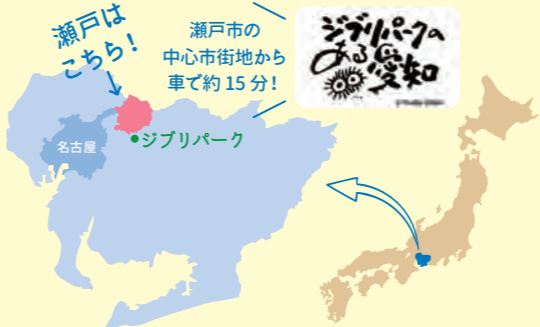 瀬戸は
こちら!
瀬戸市の
中心市街地から
車で約15分!
ジブリパークの
ある愛知
名古屋
ジブリパーク